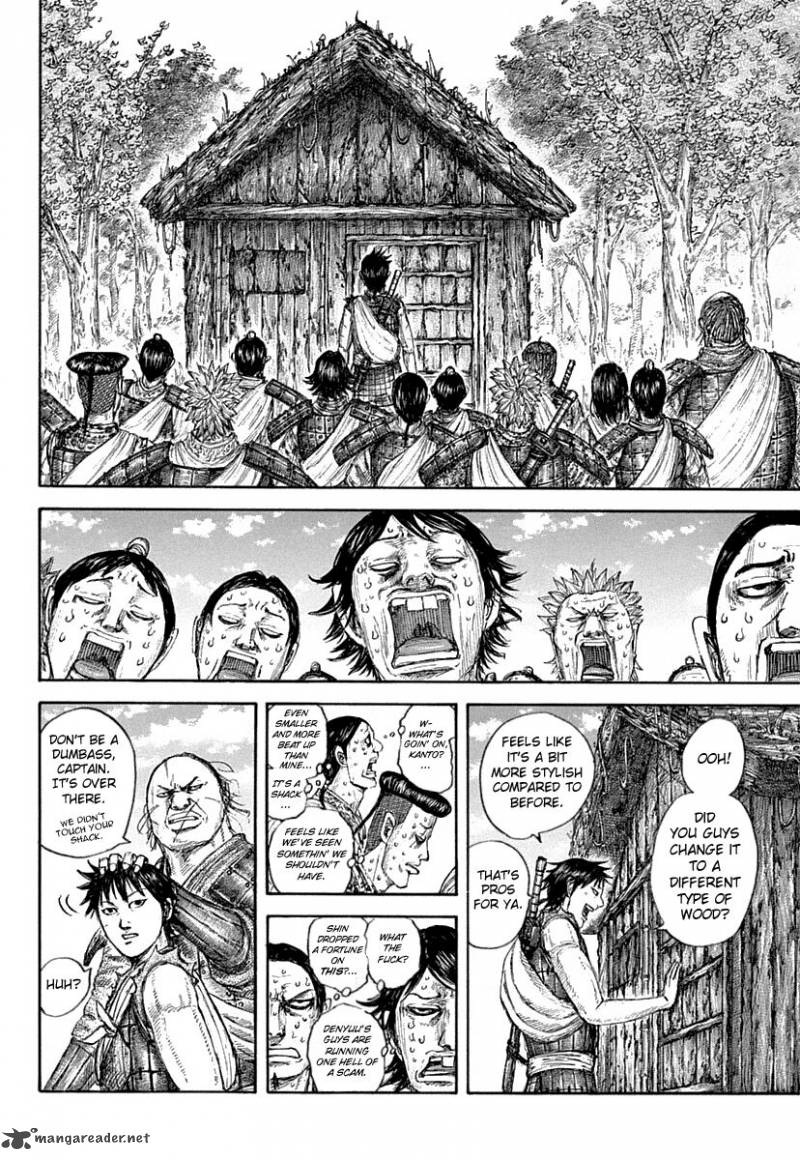 OOH!
DID
YOU GUYS
CHANGE IT
TO A
DIFFERENT
TYPE OF
WOOD?
FEELS LIKE
IT'S A BIT
MORE STYLISH
COMPARED TO
BEFORE.
THAT'S
PROS
FOR YA.
W-
WHAT'S
GOIN' ON,
KANTO?...
EVEN
SMALLER
AND MORE
BEAT UP
THAN
MINE...
IT'S A
SHACK
...
FEELS LIKE
WE'VE SEEN
SOMETHIN' WE
SHOULDN'T
HAVE.
WHAT
THE
FUCK?
SHIN
DROPPED
A FORTUNE
ON
THIS?...
DENYUU'S
GUYS ARE
RUNNING
ONE HELL OF
A SCAM.
DON'T BE A
DUMBASS,
CAPTAIN.
IT'S OVER
THERE.
WE DIDN'T
TOUCH YOUR
SHACK.
HUH?
mangareader.net